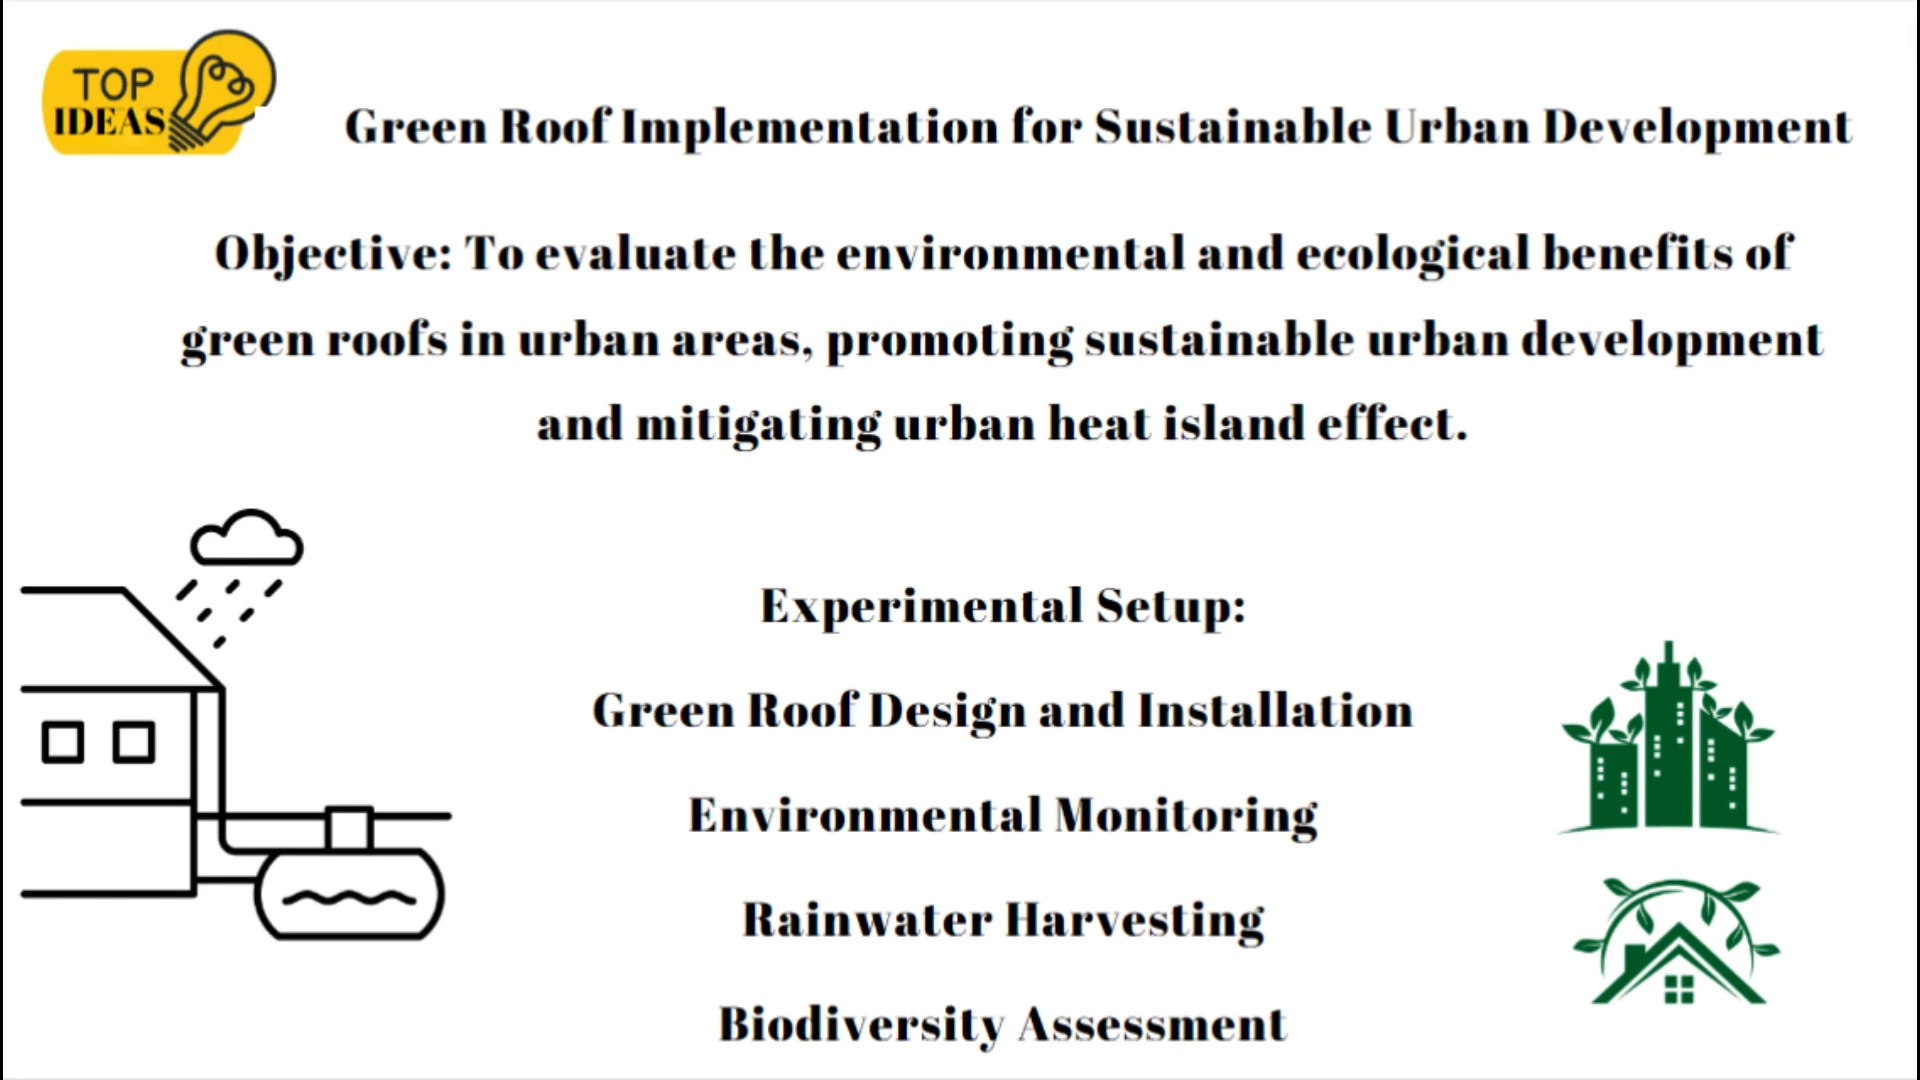 TOP
IDEAS
Green Roof Implementation for Sustainable Urban Development
Objective: To evaluate the environmental and ecological benefits of
green roofs in urban areas, promoting sustainable urban development
and mitigating urban heat island effect.
Experimental Setup:
Green Roof Design and Installation
Environmental Monitoring
Rainwater Harvesting
Biodiversity Assessment